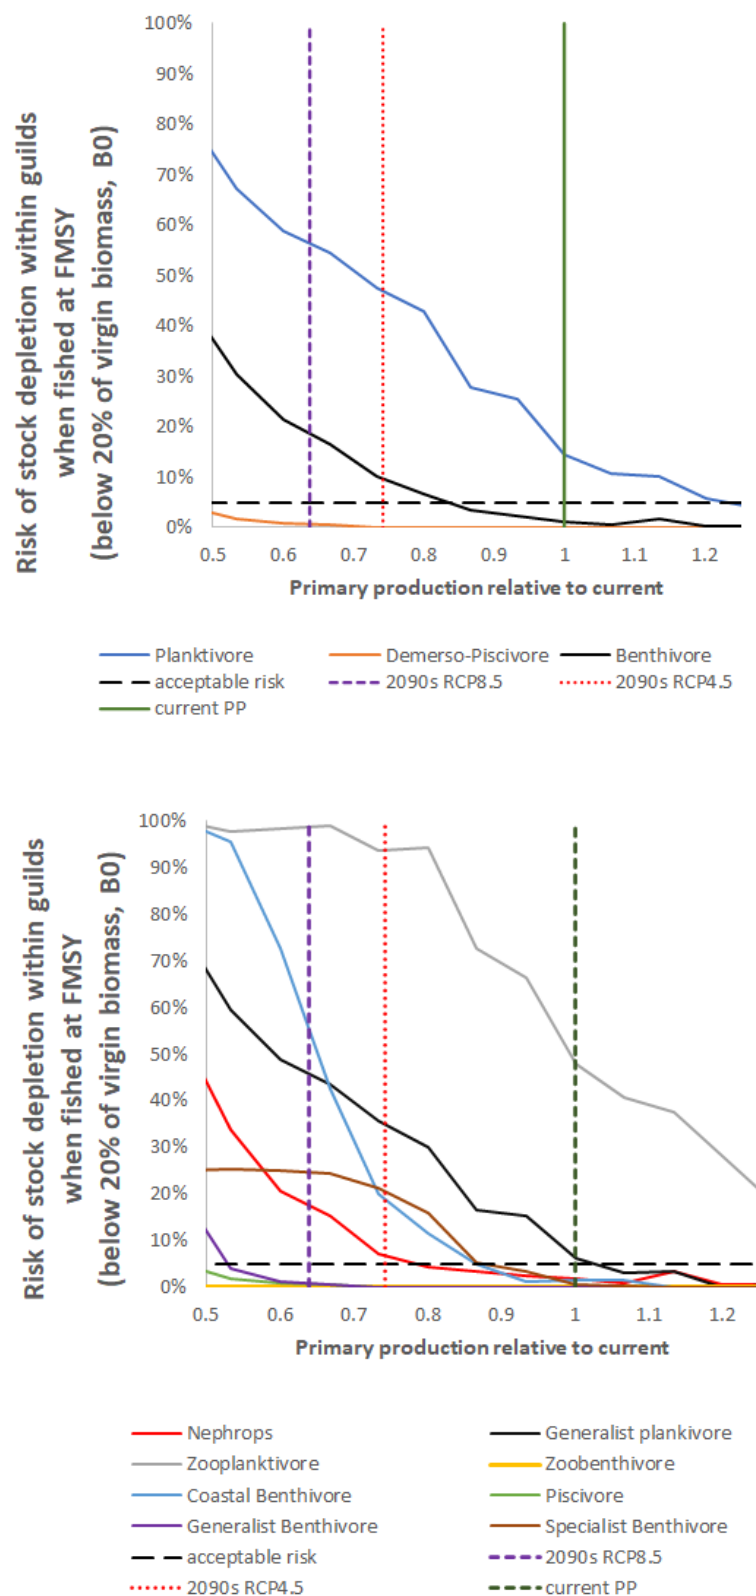 Risk of stock depletion within guilds
when fished at FMSY
(below 20% of virgin biomass, B0)
100%
90%
80%
70%
60%
50%
40%
30%
20%
10%
0%
0.5 0.6 0.7 0.8 0.9 1 1.1 1.2
Primary production relative to current
Planktivore Demerso-Piscivore Benthivore
acceptable risk 2090s RCP8.5 2090s RCP4.5
current PP
Risk of stock depletion within guilds
when fished at FMSY
(below 20% of virgin biomass, B0)
100%
90%
80%
70%
60%
50%
40%
30%
20%
10%
0%
0.5 0.6 0.7 0.8 0.9 1 1.1 1.2
Primary production relative to current
Nephrops Generalist plankivore
Zooplanktivore Zoobenthivore
Coastal Benthivore Piscivore
Generalist Benthivore Specialist Benthivore
acceptable risk 2090s RCP8.5
2090s RCP4.5 current PP